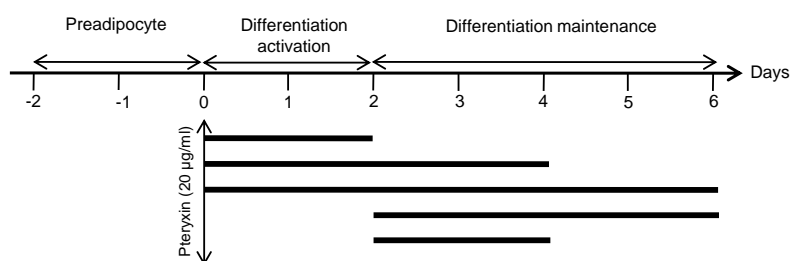 Preadipocyte
Differentiation
activation
Differentiation maintenance
Days
-2 -1 0 1 2 3 4 5 6
Pteryxin (20 µg/ml)